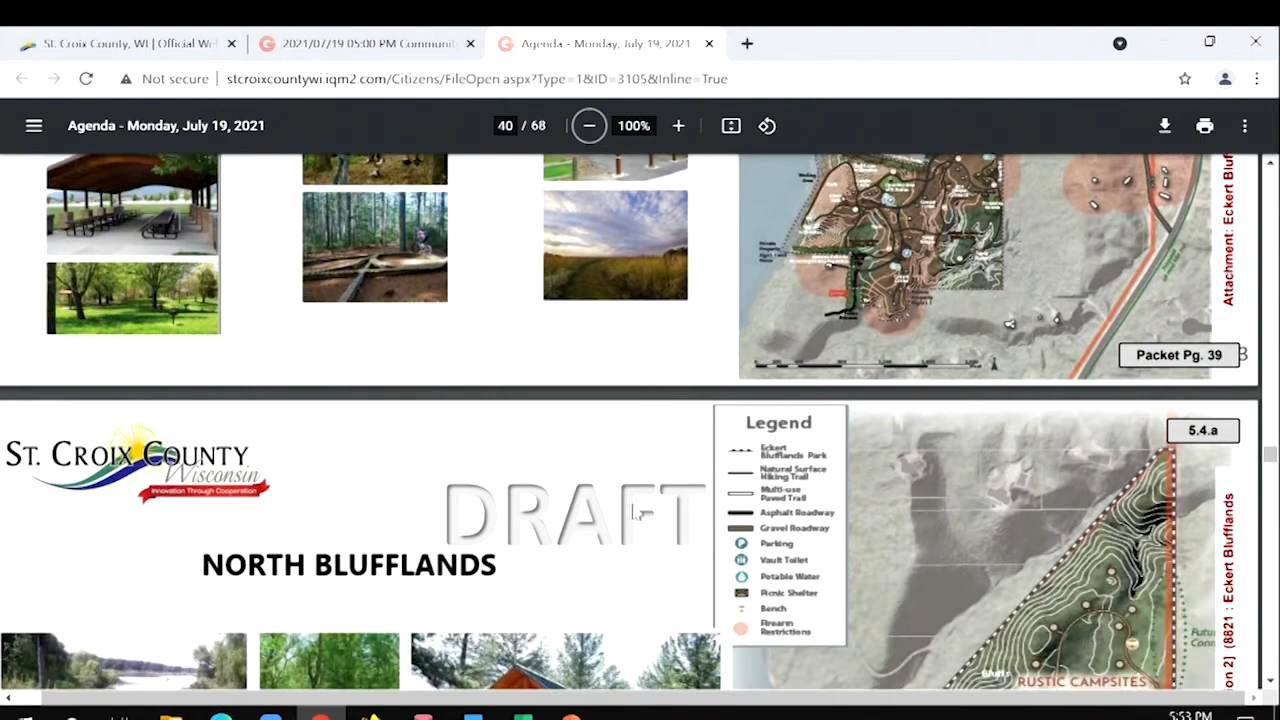 St. Croix County, WI | Official We
2021/07/19 05:00 PM Communit
Agenda - Monday, July 19, 2021
Not secure
stcroixcountywi.iqm2.com/Citizens/FileOpen.aspx?Type=1&ID=3105&Inline=True
Agenda - Monday, July 19, 2021
40 / 68
100%
Attachment: Eckert Bluf
Packet Pg. 39
3
ST. CROIX COUNTY
Wisconsin
Innovation Through Cooperation
DRAFT
NORTH BLUFFLANDS
Legend
Eckert
Blufflands Park
Natural Surface
Hiking Trail
Multi-use
Paved Trail
Asphalt Roadway
Gravel Roadway
Parking
Vault Toilet
Potable Water
Picnic Shelter
Bench
Firearm
Restrictions
5.4.a
Futu
Conn
Bluffs
RUSTIC CAMPSITES
on 2] (8821 : Eckert Blufflands
5:53 PM